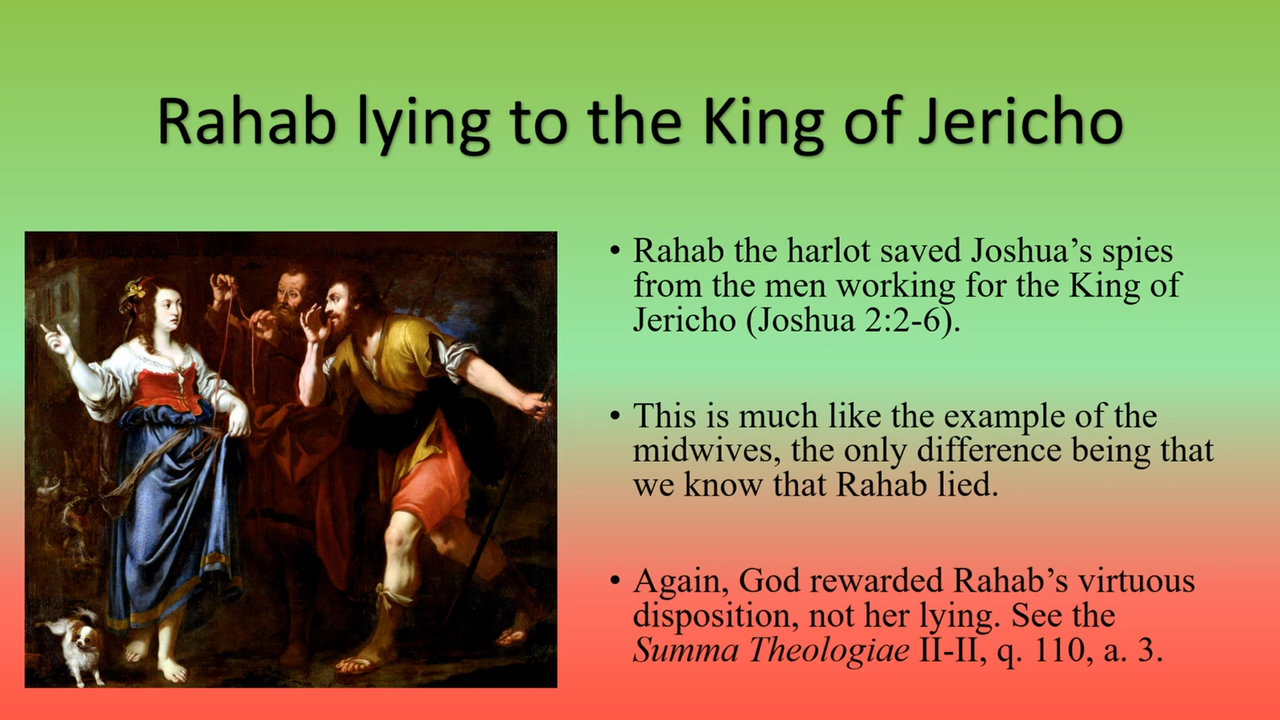 Rahab lying to the King of Jericho
• Rahab the harlot saved Joshua’s spies
from the men working for the King of
Jericho (Joshua 2:2-6).
• This is much like the example of the
midwives, the only difference being that
we know that Rahab lied.
• Again, God rewarded Rahab’s virtuous
disposition, not her lying. See the
Summa Theologiae II-II, q. 110, a. 3.